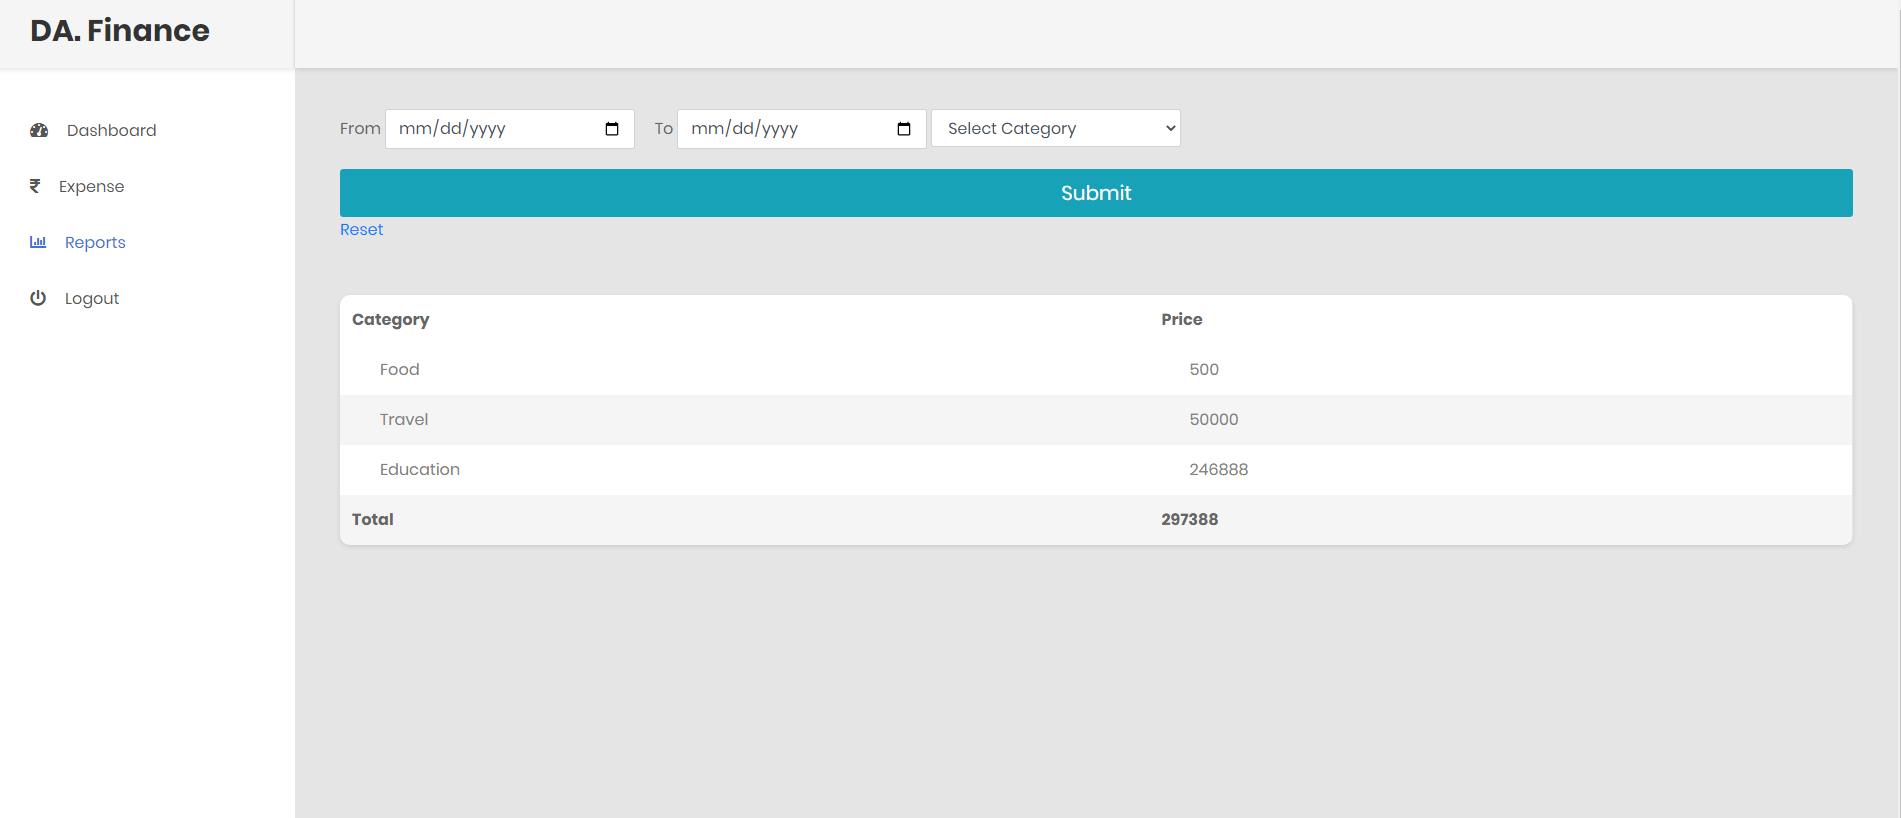 DA. Finance
Dashboard
Expense
Reports
Logout
From mm/dd/yyyy To mm/dd/yyyy Select Category
Submit
Reset
Category Price
Food 500
Travel 50000
Education 246888
Total 297388